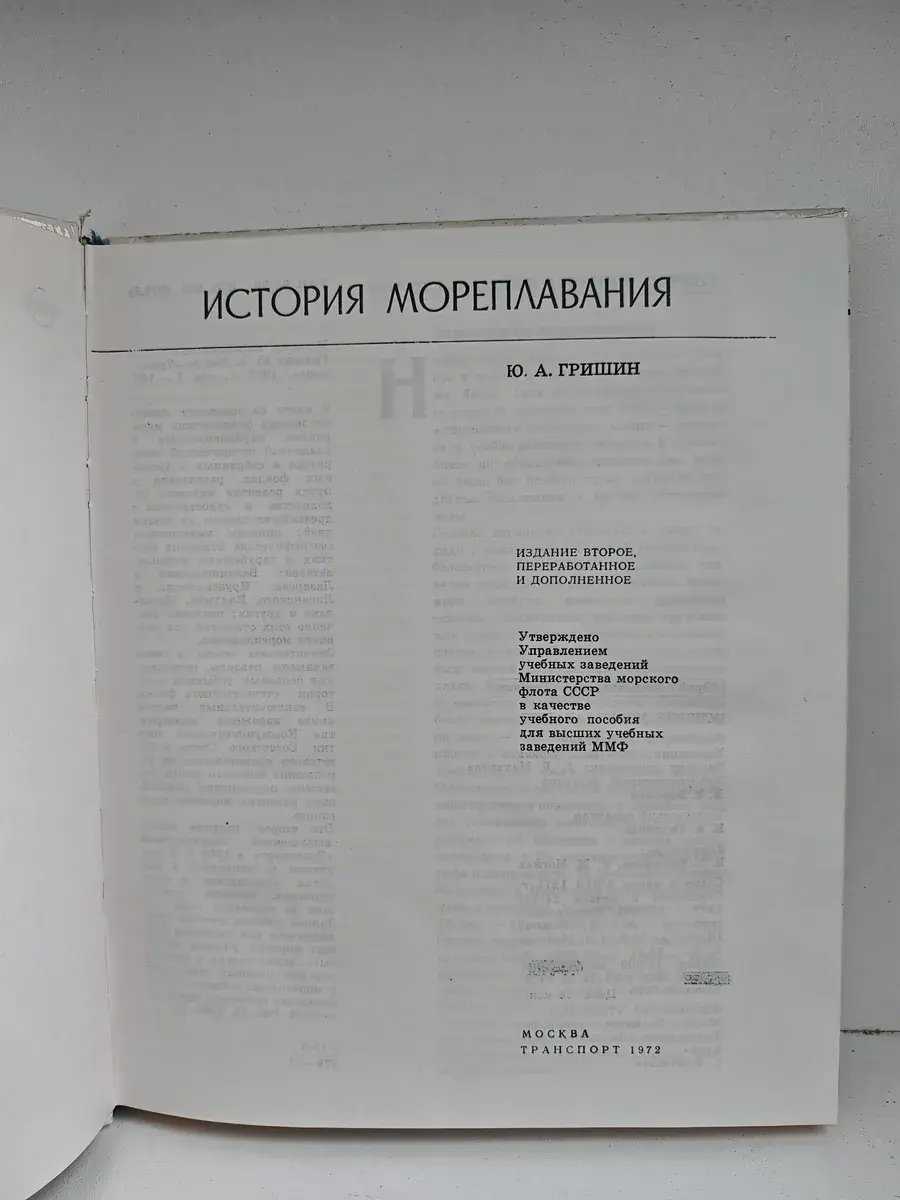 ИСТОРИЯ МОРЕПЛАВАНИЯ
Ю. А. ГРИШИН
ИЗДАНИЕ ВТОРОЕ,
ПЕРЕРАБОТАННОЕ
И ДОПОЛНЕННОЕ
Утверждено
Управлением
учебных заведений
Министерства морского
флота СССР
в качестве
учебного пособия
для высших учебных
заведений ММФ
МОСКВА
ТРАНСПОРТ 1972